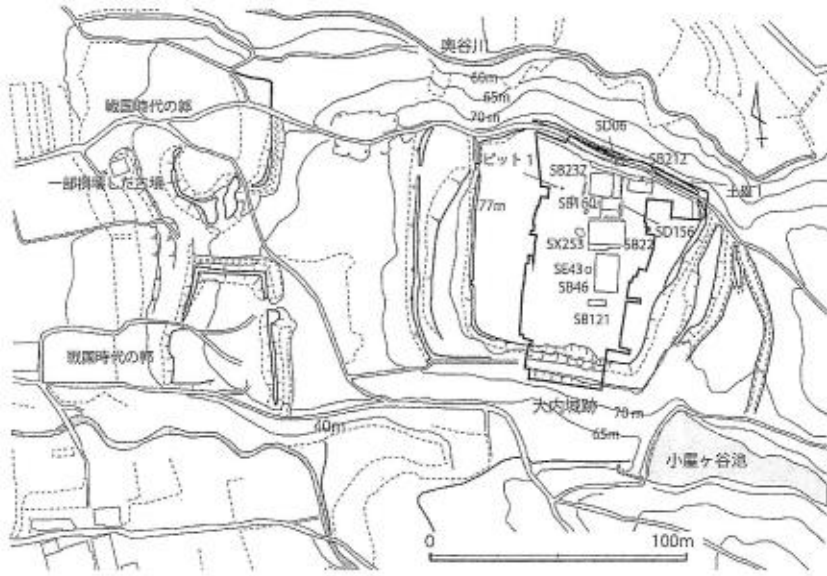 奥谷川
60m
65m
70m
戦国時代の郭
SD06
ピット1
SB237
SB212
一部損壊した古墳
土塁1
77m
SD156
SX253
SB22
SE43
SB46
SB121
戦国時代の郭
大内城跡
70m
65m
40m
小屋ヶ谷池
0
100m